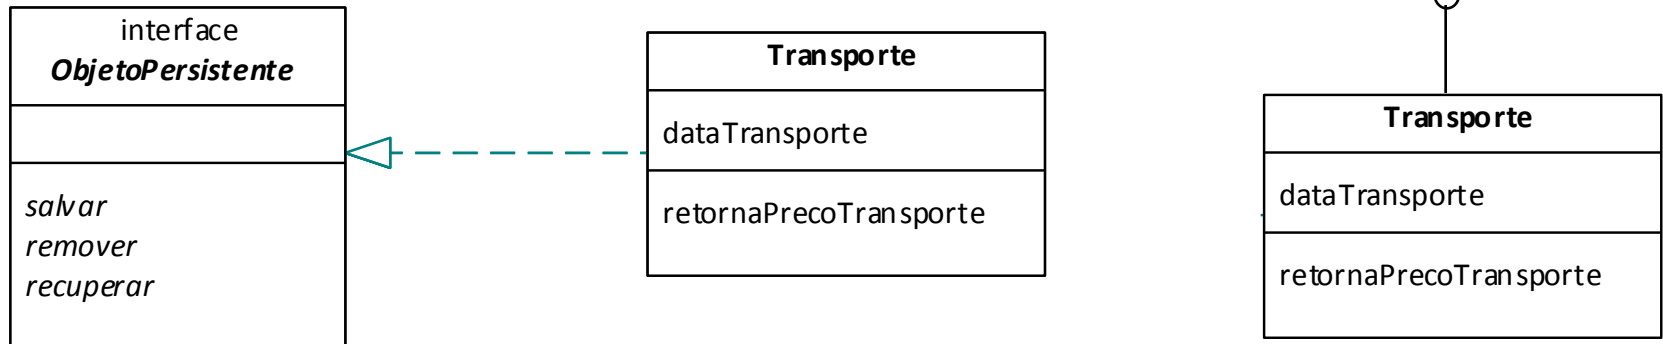 interface
ObjetoPersistente
salvar
remover
recuperar
Transporte
dataTransporte
retornaPrecoTransporte
Transporte
dataTransporte
retornaPrecoTransporte